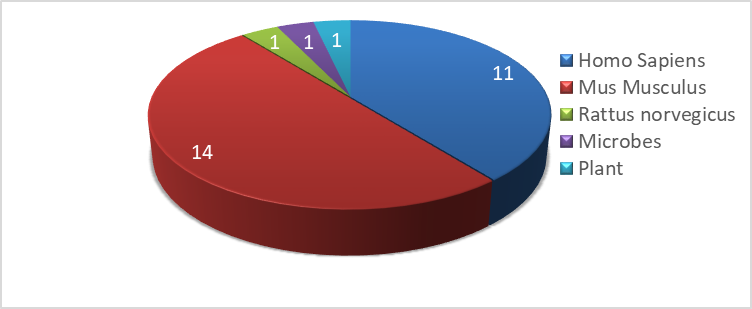 1
1
1
11
14
Homo Sapiens
Mus Musculus
Rattus norvegicus
Microbes
Plant